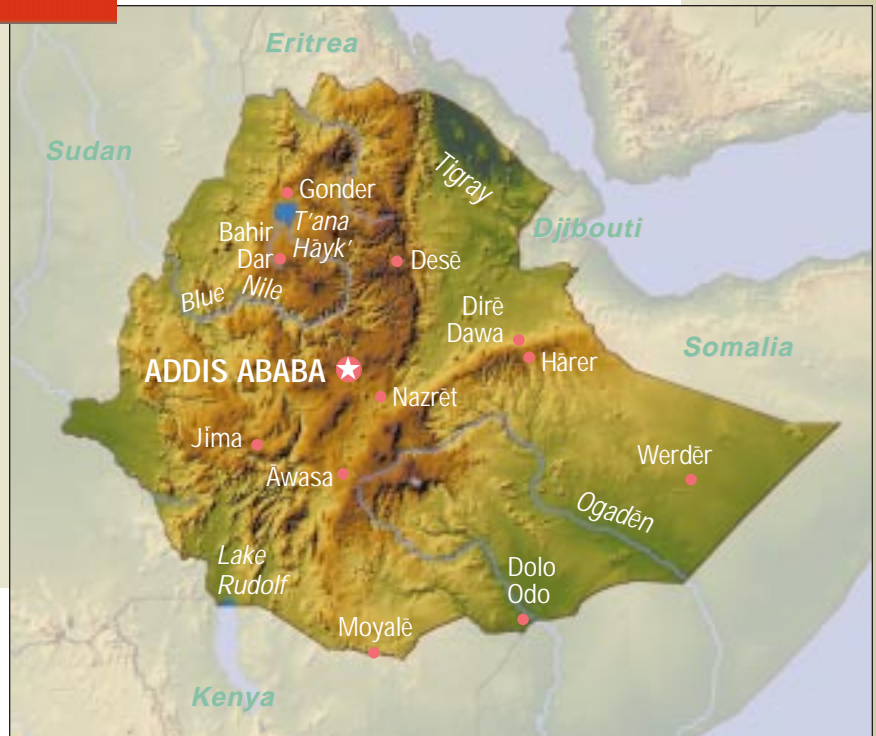 Eritrea
Sudan
Tigray
Gonder
T'ana
Hāyk'
Djibouti
Bahir
Dar
Desē
Blue Nile
Dirē
Dawa
Somalia
Hārer
ADDIS ABABA
Nazrēt
Jīma
Werdēr
Āwasa
Ogadēn
Lake
Rudolf
Dolo
Odo
Moyalē
Kenya